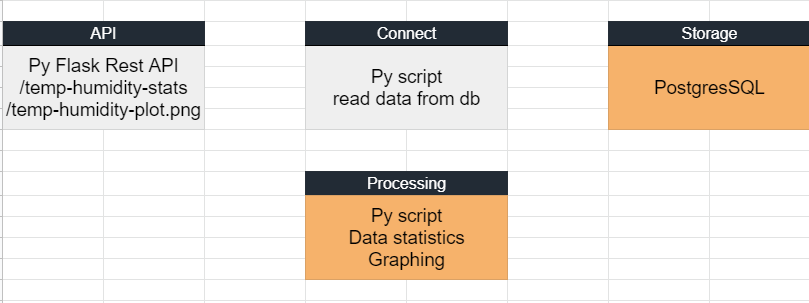 API
Py Flask Rest API
/temp-humidity-stats
/temp-humidity-plot.png
Connect
Py script
read data from db
Storage
PostgresSQL
Processing
Py script
Data statistics
Graphing